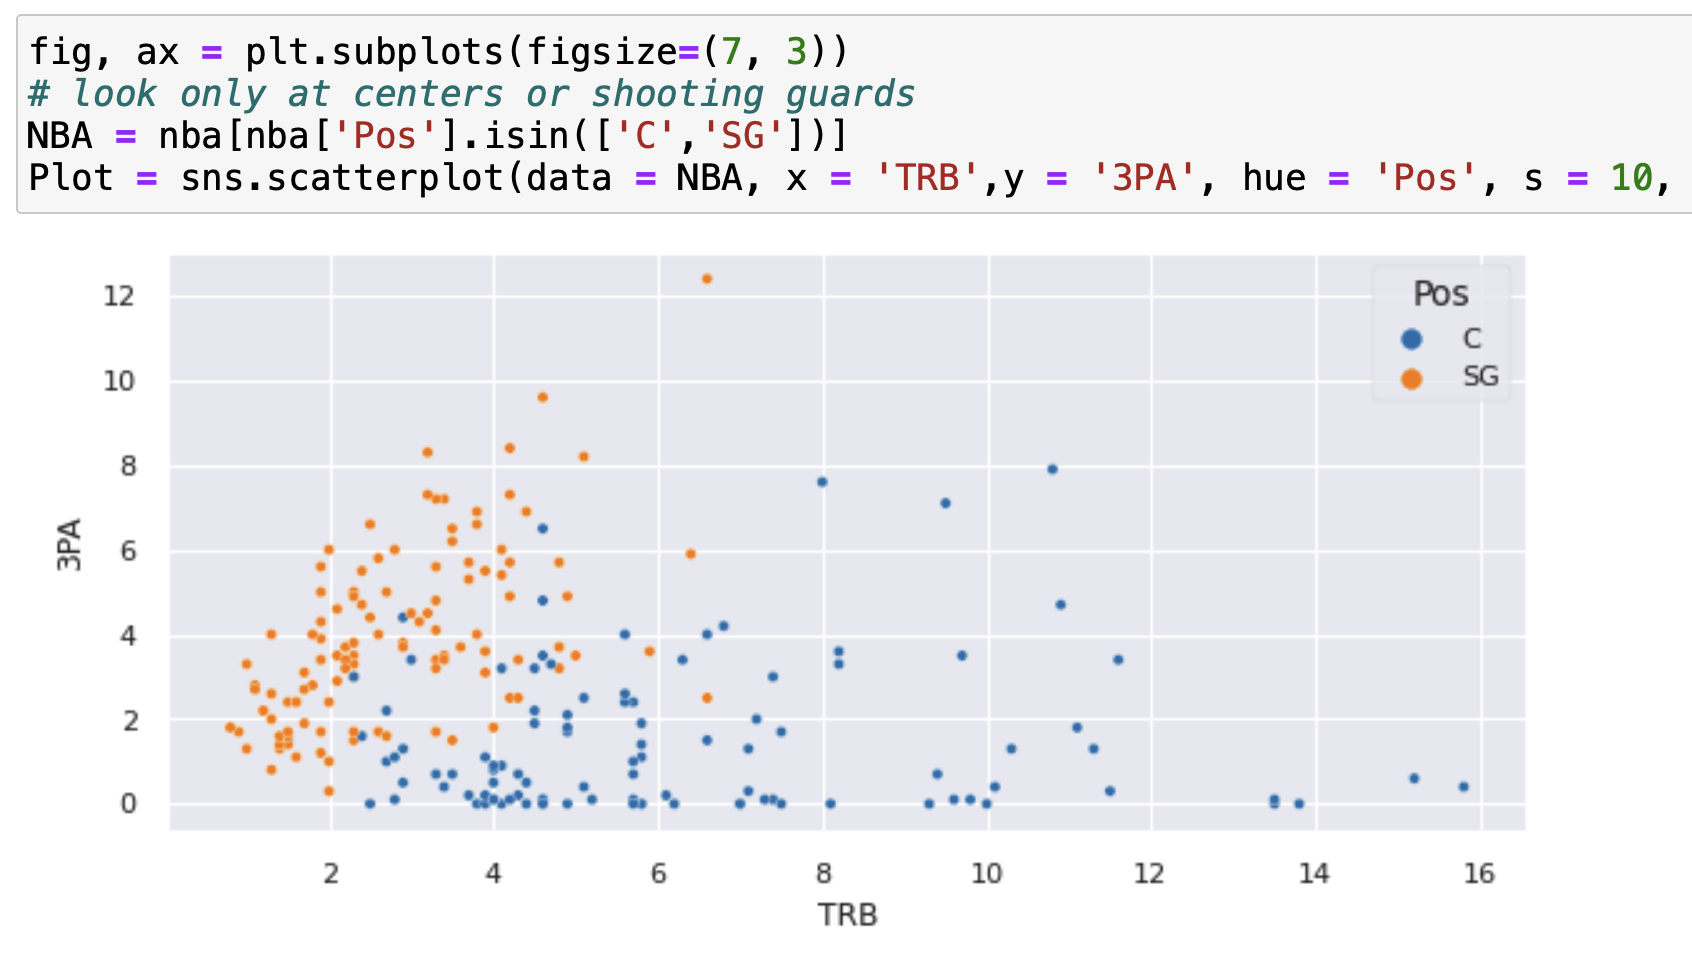 fig, ax = plt.subplots(figsize=(7, 3))
# look only at centers or shooting guards
NBA = nba[nba['Pos'].isin(['C','SG'])]
Plot = sns.scatterplot(data = NBA, x = 'TRB',y = '3PA', hue = 'Pos', s = 10,
12
10
8
6
4
2
0
3PA
Pos
C
SG
2 4 6 8 10 12 14 16
TRB